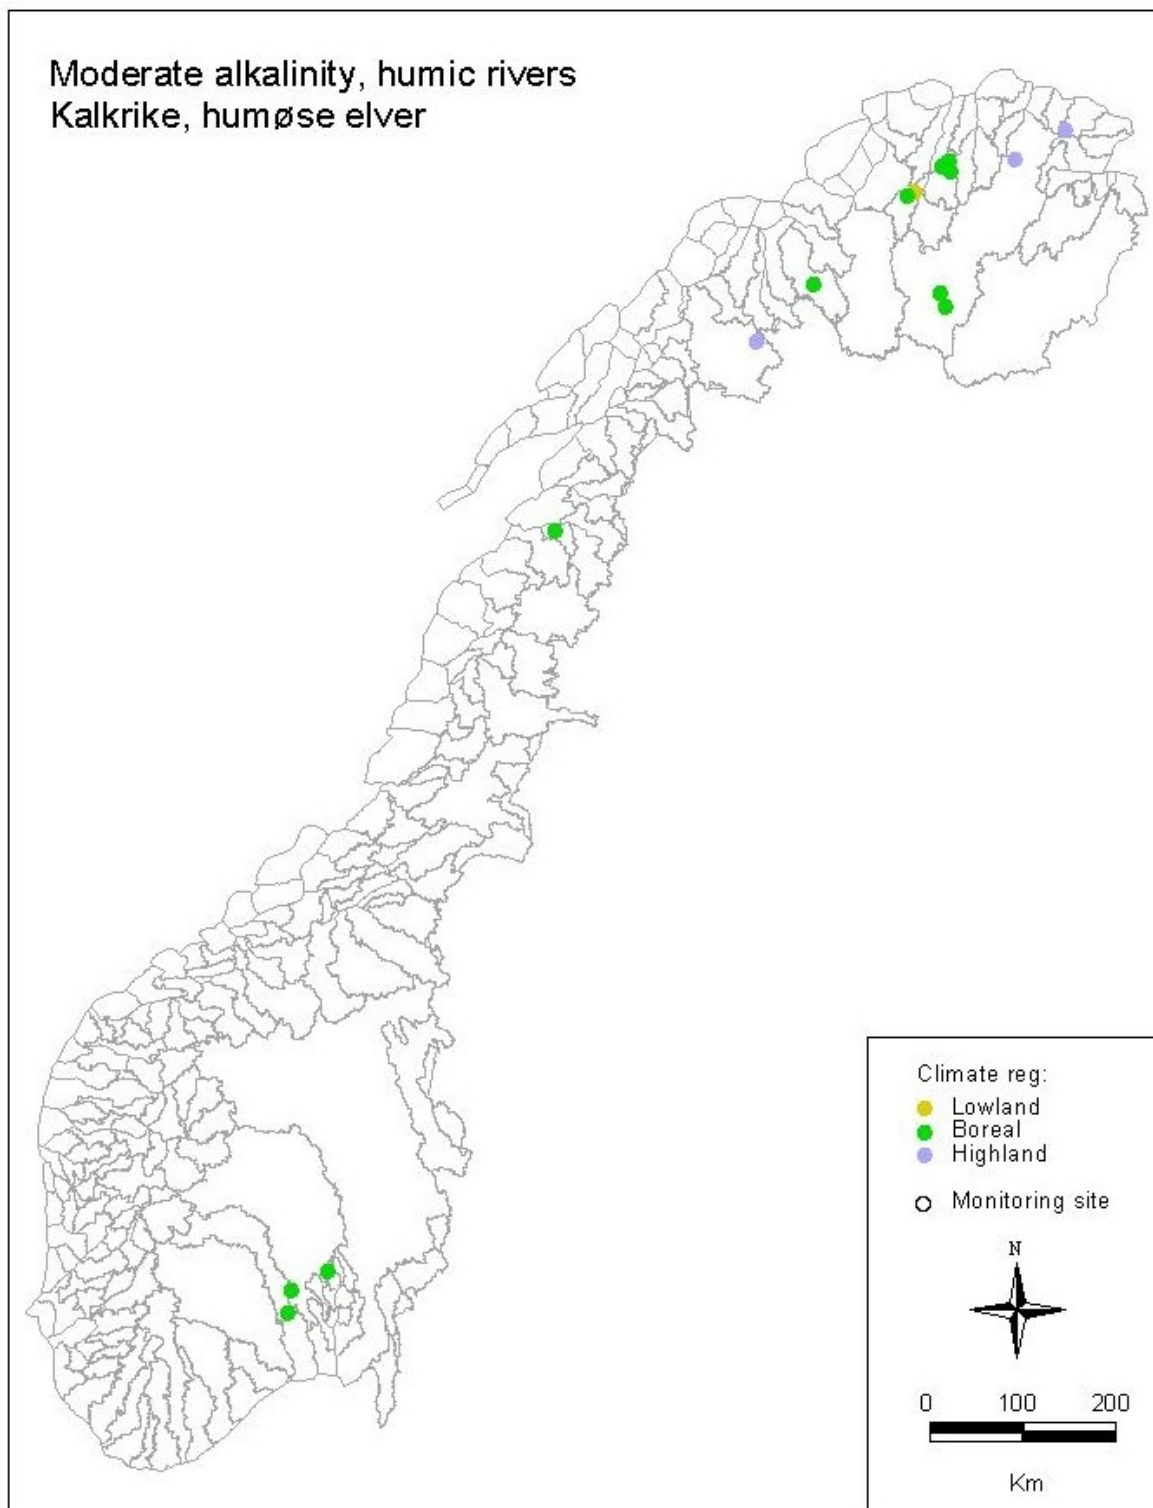 Moderate alkalinity, humic rivers
Kalkrike, humøse elver
Climate reg:
Lowland
Boreal
Highland
Monitoring site
N
0 100 200
Km